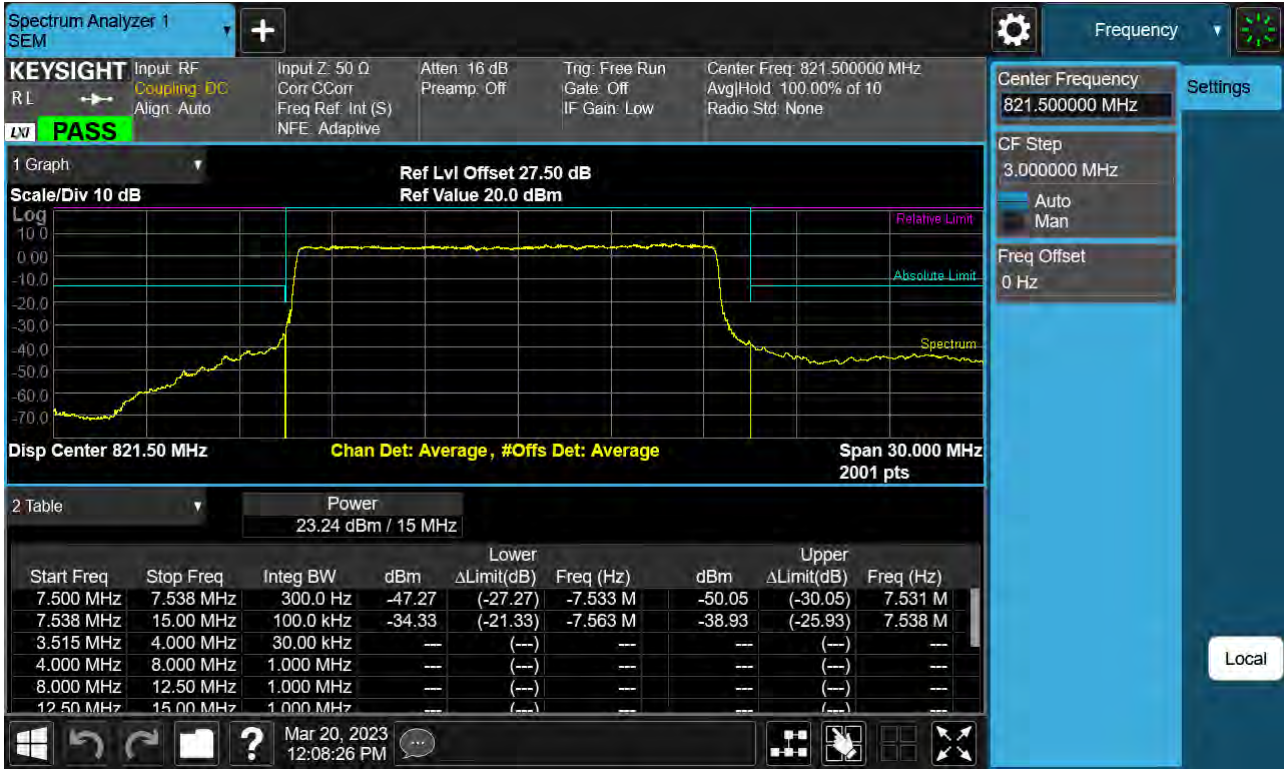 Spectrum Analyzer 1
SEM
Frequency
KEYSIGHT
RL
LXI
PASS
Input: RF
Coupling: DC
Align: Auto
Input Z: 50 Ω
Corr CCorr
Freq Ref: Int (S)
NFE: Adaptive
Atten: 16 dB
Preamp: Off
Trig: Free Run
Gate: Off
IF Gain: Low
Center Freq: 821.500000 MHz
Avg|Hold: 100.00% of 10
Radio Std: None
Center Frequency
821.500000 MHz
Settings
CF Step
3.000000 MHz
Auto
Man
Freq Offset
0 Hz
Local
1 Graph
Scale/Div 10 dB
Ref Lvl Offset 27.50 dB
Ref Value 20.0 dBm
Log
10.0
0.00
-10.0
-20.0
-30.0
-40.0
-50.0
-60.0
-70.0
Relative Limit
Absolute Limit
Spectrum
Disp Center 821.50 MHz
Chan Det: Average, #Offs Det: Average
Span 30.000 MHz
2001 pts
2 Table
Power
23.24 dBm / 15 MHz
Lower Upper
Start Freq Stop Freq Integ BW dBm ΔLimit(dB) Freq (Hz) dBm ΔLimit(dB) Freq (Hz)
7.500 MHz 7.538 MHz 300.0 Hz -47.27 (-27.27) -7.533 M -50.05 (-30.05) 7.531 M
7.538 MHz 15.00 MHz 100.0 kHz -34.33 (-21.33) -7.563 M -38.93 (-25.93) 7.538 M
3.515 MHz 4.000 MHz 30.00 kHz --- (---) --- --- (---) ---
4.000 MHz 8.000 MHz 1.000 MHz --- (---) --- --- (---) ---
8.000 MHz 12.50 MHz 1.000 MHz --- (---) --- --- (---) ---
12.50 MHz 15.00 MHz 1.000 MHz --- (---) --- --- (---) ---
?
Mar 20, 2023
12:08:26 PM